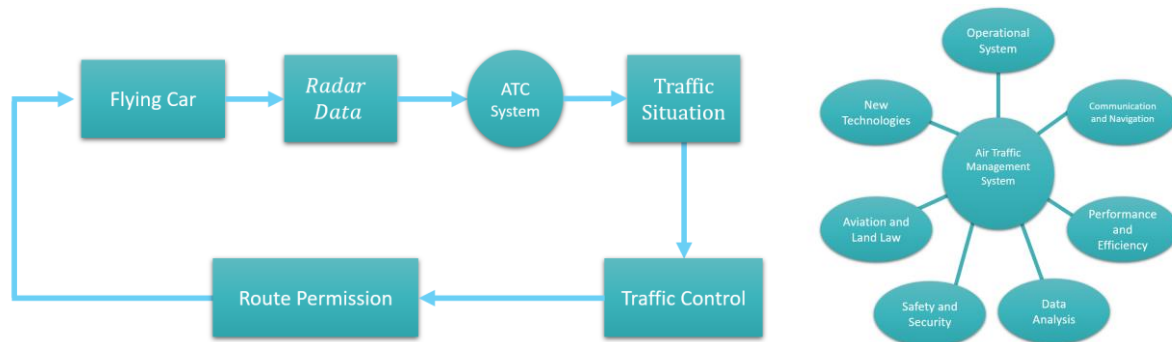 Flying Car
Radar
Data
ATC
System
Traffic
Situation
Traffic Control
Route Permission
Operational
System
Communication
and Navigation
Performance
and
Efficiency
Data
Analysis
Safety and
Security
Aviation and
Land Law
New
Technologies
Air Traffic
Management
System